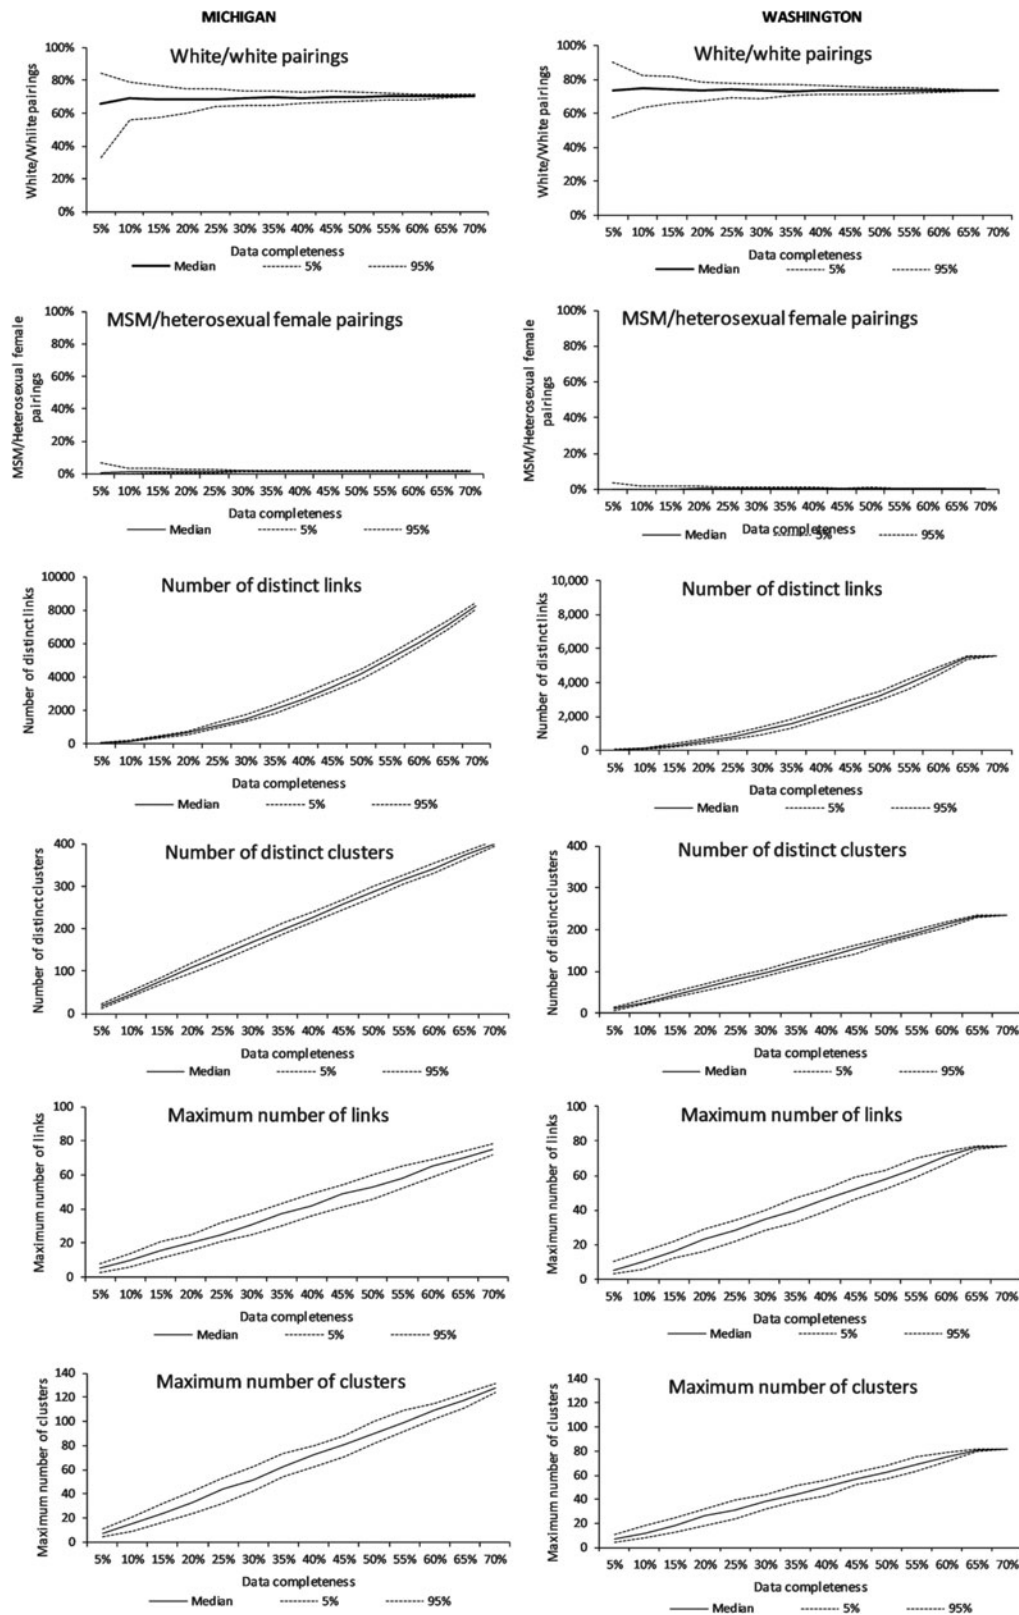 MICHIGAN
White/white pairings
White/Whiite pairings
100%
80%
60%
40%
20%
0%
5% 10% 15% 20% 25% 30% 35% 40% 45% 50% 55% 60% 65% 70%
Data completeness
Median 5% 95%
WASHINGTON
White/white pairings
White/White pairings
100%
80%
60%
40%
20%
0%
5% 10% 15% 20% 25% 30% 35% 40% 45% 50% 55% 60% 65% 70%
Data completeness
Median 5% 95%
MSM/heterosexual female pairings
MSM/Heterosexual female
pairings
100%
80%
60%
40%
20%
0%
5% 10% 15% 20% 25% 30% 35% 40% 45% 50% 55% 60% 65% 70%
Data completeness
Median 5% 95%
MSM/heterosexual female pairings
MSM/Heterosexual female
pairings
100%
80%
60%
40%
20%
0%
5% 10% 15% 20% 25% 30% 35% 40% 45% 50% 55% 60% 65% 70%
Data completeness
Median 5% 95%
Number of distinct links
Number of distinct links
10000
8000
6000
4000
2000
0
5% 10% 15% 20% 25% 30% 35% 40% 45% 50% 55% 60% 65% 70%
Data completeness
Median 5% 95%
Number of distinct links
Number of distinct links
10,000
8,000
6,000
4,000
2,000
0
5% 10% 15% 20% 25% 30% 35% 40% 45% 50% 55% 60% 65% 70%
Data completeness
Median 5% 95%
Number of distinct clusters
Number of distinct clusters
400
300
200
100
0
5% 10% 15% 20% 25% 30% 35% 40% 45% 50% 55% 60% 65% 70%
Data completeness
Median 5% 95%
Number of distinct clusters
Number of distinct clusters
400
300
200
100
0
5% 10% 15% 20% 25% 30% 35% 40% 45% 50% 55% 60% 65% 70%
Data completeness
Median 5% 95%
Maximum number of links
Maximum number of links
100
80
60
40
20
0
5% 10% 15% 20% 25% 30% 35% 40% 45% 50% 55% 60% 65% 70%
Data completeness
Median 5% 95%
Maximum number of links
Maximum number of links
100
80
60
40
20
0
5% 10% 15% 20% 25% 30% 35% 40% 45% 50% 55% 60% 65% 70%
Data completeness
Median 5% 95%
Maximum number of clusters
Maximum number of clusters
140
120
100
80
60
40
20
0
5% 10% 15% 20% 25% 30% 35% 40% 45% 50% 55% 60% 65% 70%
Data completeness
Median 5% 95%
Maximum number of clusters
Maximum number of clusters
140
120
100
80
60
40
20
0
5% 10% 15% 20% 25% 30% 35% 40% 45% 50% 55% 60% 65% 70%
Data completeness
Median 5% 95%